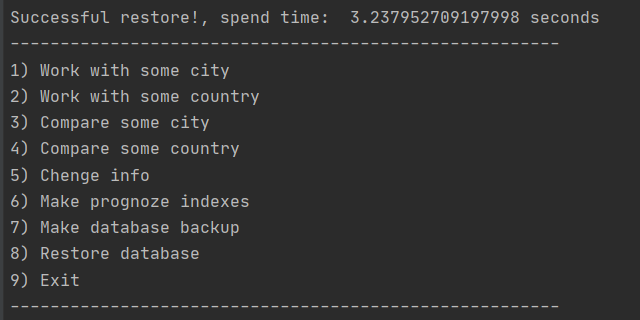 Successful restore!, spend time:  3.237952709197998 seconds
-------------------------------------------------------
1) Work with some city
2) Work with some country
3) Compare some city
4) Compare some country
5) Chenge info
6) Make prognoze indexes
7) Make database backup
8) Restore database
9) Exit
-------------------------------------------------------